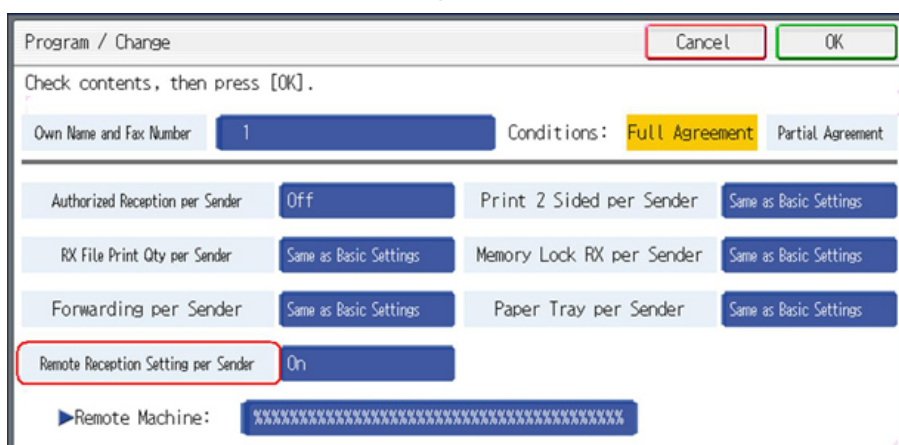 Program / Change Cancel OK
Check contents, then press [OK].
Own Name and Fax Number 1 Conditions: Full Agreement Partial Agreement
Authorized Reception per Sender Off Print 2 Sided per Sender Same as Basic Settings
RX File Print Qty per Sender Same as Basic Settings Memory Lock RX per Sender Same as Basic Settings
Forwarding per Sender Same as Basic Settings Paper Tray per Sender Same as Basic Settings
Remote Reception Setting per Sender On
▶Remote Machine: %%%%%%%%%%%%%%%%%%%%%%%%%%%%%%%%%%%%%%%%